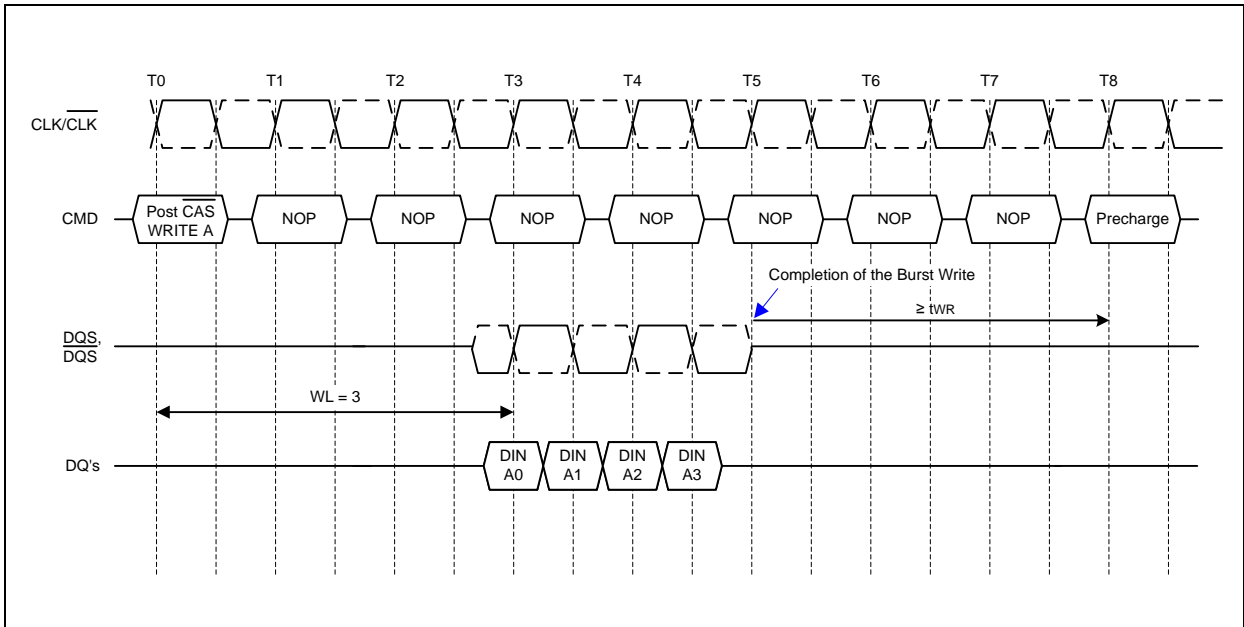 T0 T1 T2 T3 T4 T5 T6 T7 T8
CLK/CLK
CMD
Post CAS
WRITE A
NOP NOP NOP NOP NOP NOP NOP Precharge
Completion of the Burst Write
≥ tWR
DQS,
DQS
WL = 3
DQ's
DIN DIN DIN DIN
A0 A1 A2 A3